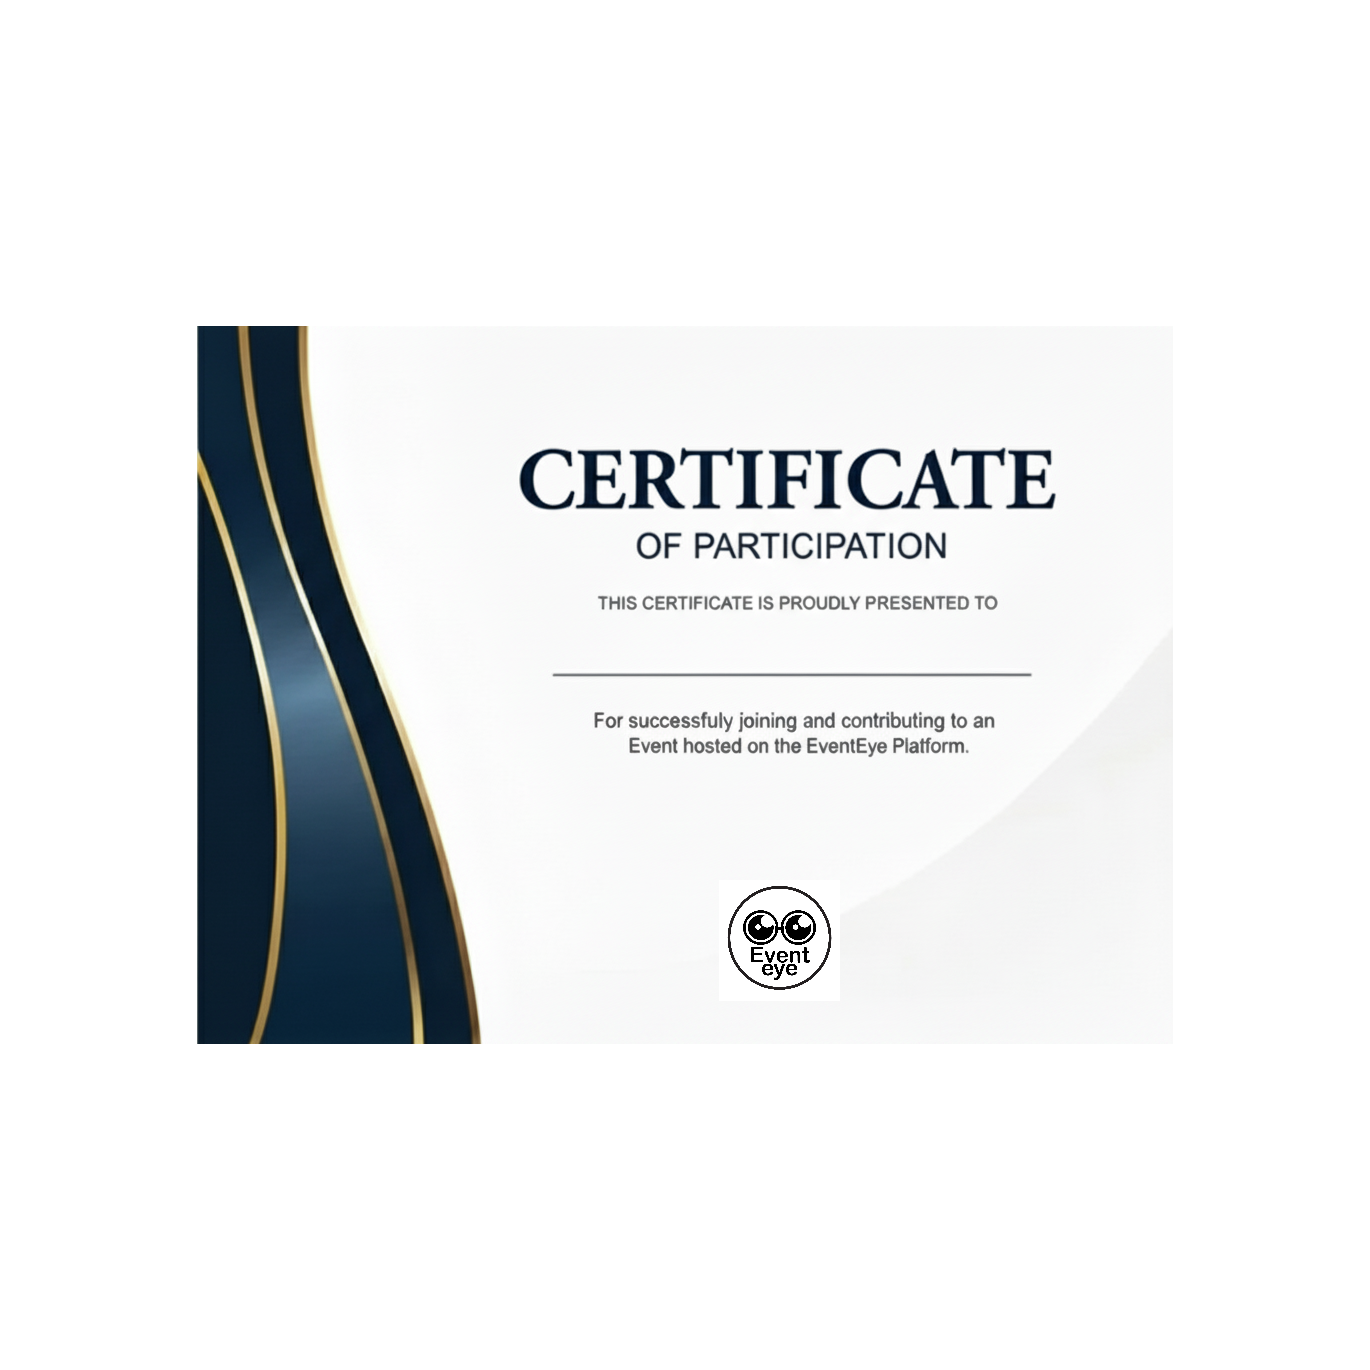 CERTIFICATE
OF PARTICIPATION
THIS CERTIFICATE IS PROUDLY PRESENTED TO
For successfuly joining and contributing to an
Event hosted on the EventEye Platform.
Event
eye